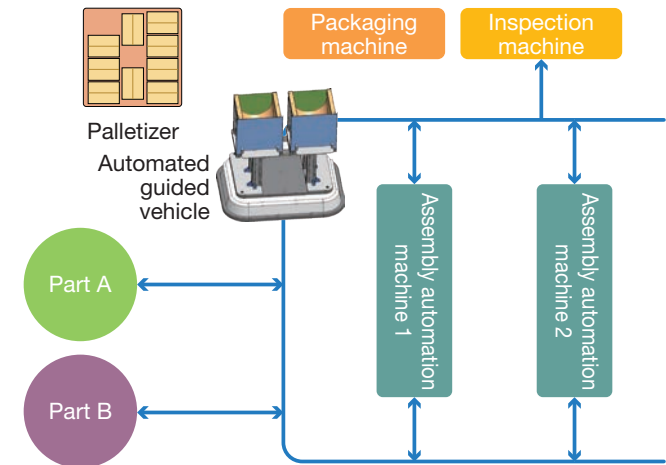 Packaging
machine
Inspection
machine
Palletizer
Automated
guided
vehicle
Assembly automation
machine 1
Assembly automation
machine 2
Part A
Part B